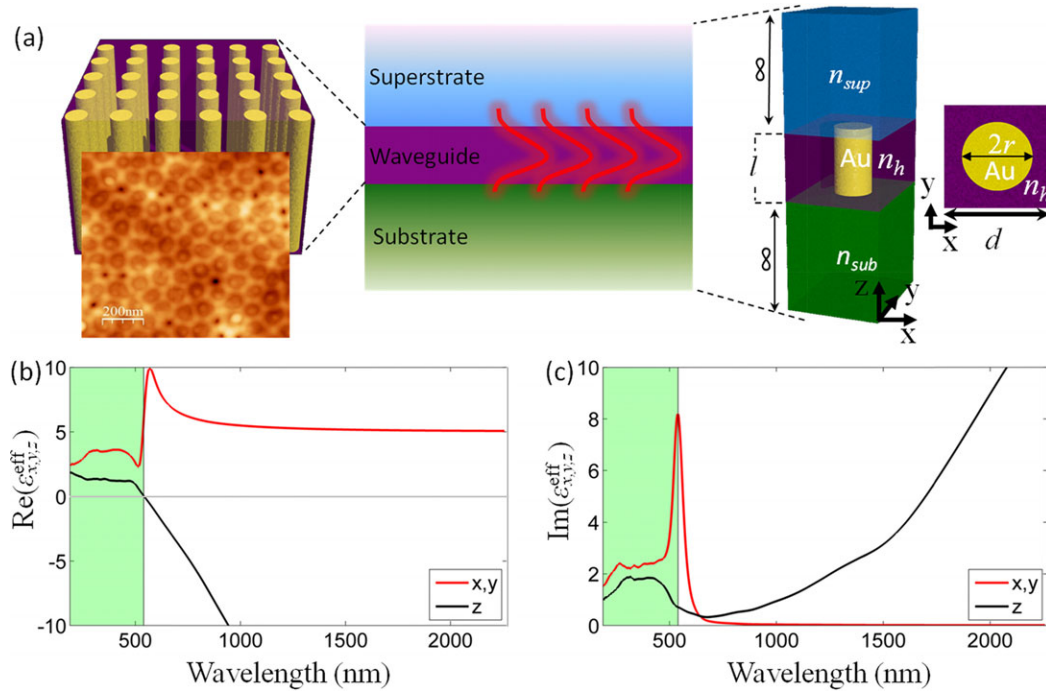 (a)
200nm
Superstrate
Waveguide
Substrate
∞
n_sup
l
Au n_h
∞
n_sub
z
y
x
2r
Au
n_h
y
x
d
(b)
10
5
0
-5
-10
Re(ε^eff_x,y,z)
x,y
z
500 1000 1500 2000
Wavelength (nm)
(c)
10
8
6
4
2
0
Im(ε^eff_x,y,z)
x,y
z
500 1000 1500 2000
Wavelength (nm)